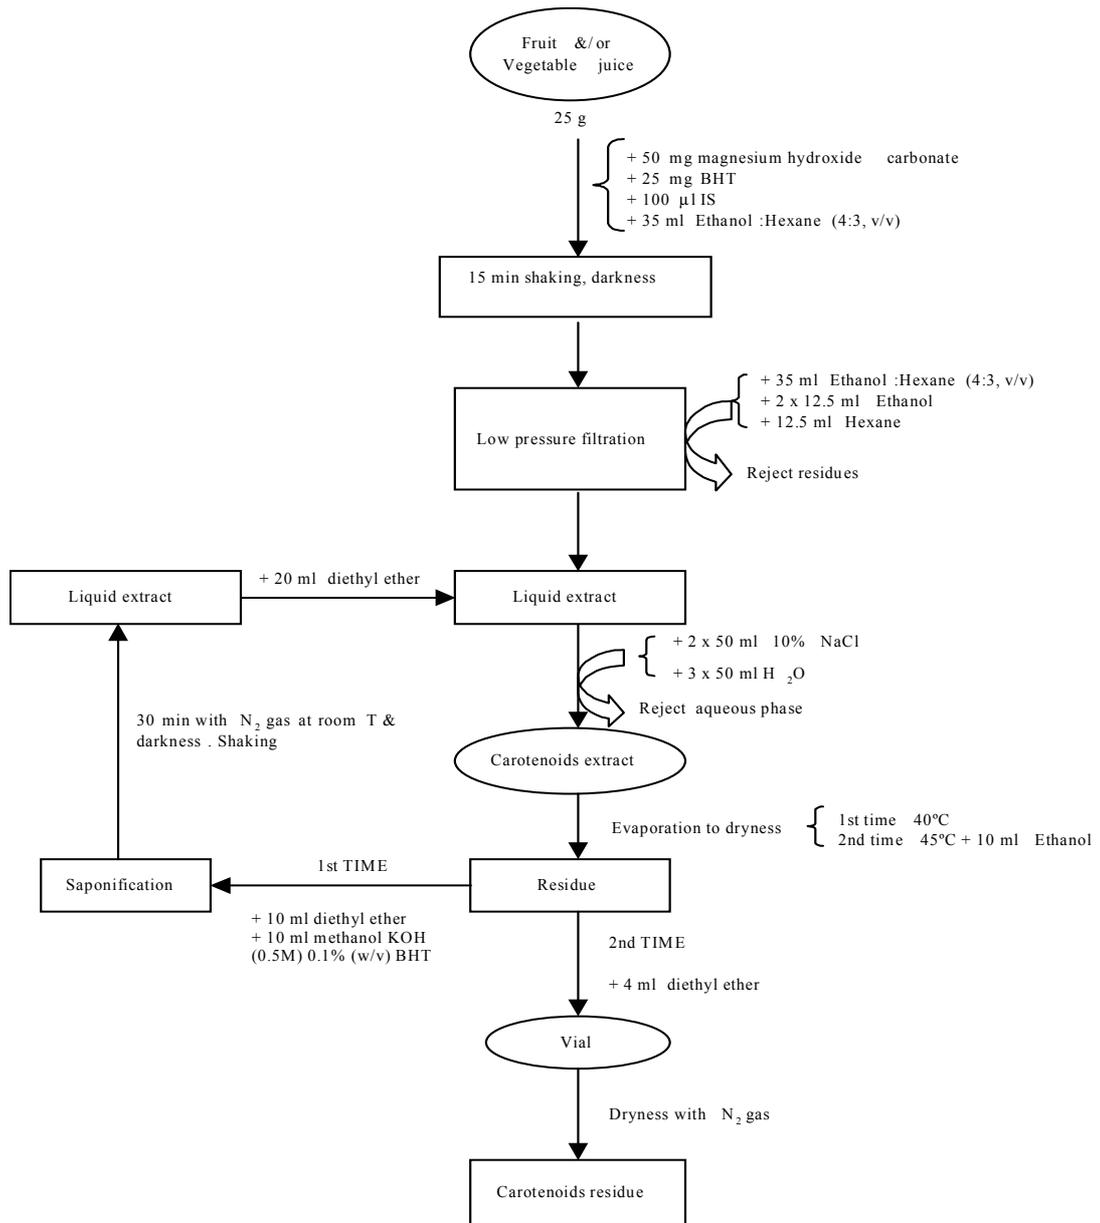 Fruit &/or
Vegetable juice
25 g
+ 50 mg magnesium hydroxide carbonate
+ 25 mg BHT
+ 100 µl IS
+ 35 ml Ethanol :Hexane (4:3, v/v)
15 min shaking, darkness
+ 35 ml Ethanol :Hexane (4:3, v/v)
+ 2 x 12.5 ml Ethanol
+ 12.5 ml Hexane
Low pressure filtration
Reject residues
Liquid extract
+ 20 ml diethyl ether
Liquid extract
+ 2 x 50 ml 10% NaCl
+ 3 x 50 ml H₂O
Reject aqueous phase
30 min with N₂ gas at room T &
darkness . Shaking
Carotenoids extract
Evaporation to dryness
1st time 40ºC
2nd time 45ºC + 10 ml Ethanol
Saponification
1st TIME
Residue
+ 10 ml diethyl ether
+ 10 ml methanol KOH
(0.5M) 0.1% (w/v) BHT
2nd TIME
+ 4 ml diethyl ether
Vial
Dryness with N₂ gas
Carotenoids residue